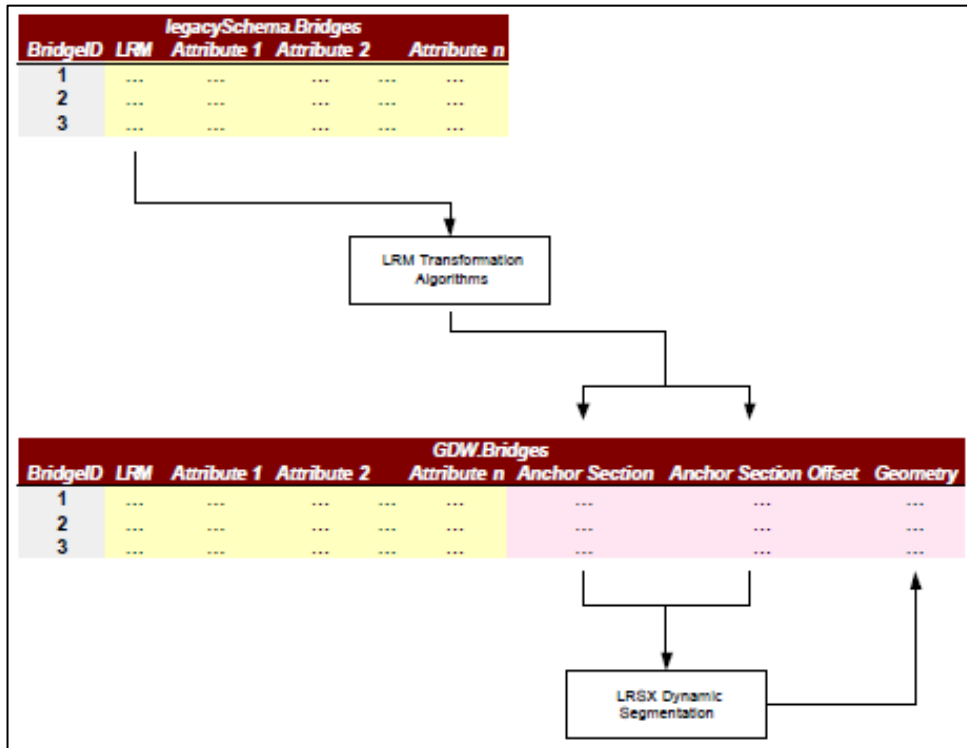 legacySchema.Bridges
BridgeID LRM Attribute 1 Attribute 2 Attribute n
1 ... ... ... ... ...
2 ... ... ... ... ...
3 ... ... ... ... ...
LRM Transformation
Algorithms
GDW.Bridges
BridgeID LRM Attribute 1 Attribute 2 Attribute n Anchor Section Anchor Section Offset Geometry
1 ... ... ... ... ... ... ... ...
2 ... ... ... ... ... ... ... ...
3 ... ... ... ... ... ... ... ...
LRSX Dynamic
Segmentation